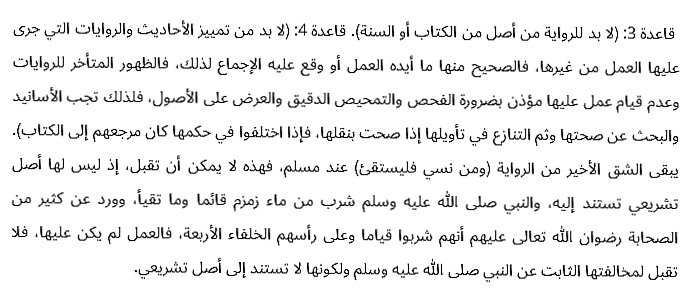 قاعدة 3: (لا بد للرواية من أصل من الكتاب أو السنة). قاعدة 4: (لا بد من تمييز الأحاديث والروايات التي جرى
عليها العمل من غيرها، فالصحيح منها ما أيده العمل أو وقع عليه الإجماع لذلك، فالظهور المتأخر للروايات
وعدم قيام عمل عليها مؤذن بضرورة الفحص والتمحيص الدقيق والعرض على الأصول، فلذلك تجب الأسانيد
والبحث عن صحتها وثم التنازع في تأويلها إذا صحت بنقلها، فإذا اختلفوا في حكمها كان مرجعهم إلى الكتاب).
يبقى الشق الأخير من الرواية (ومن نسي فليستقئ) عند مسلم، فهذه لا يمكن أن تقبل، إذ ليس لها أصل
تشريعي تستند إليه، والنبي صلى الله عليه وسلم شرب من ماء زمزم قائما وما تقيأ، وورد عن كثير من
الصحابة رضوان الله تعالى عليهم أنهم شربوا قياما وعلى رأسهم الخلفاء الأربعة، فالعمل لم يكن عليها، فلا
تقبل لمخالفتها الثابت عن النبي صلى الله عليه وسلم ولكونها لا تستند إلى أصل تشريعي.